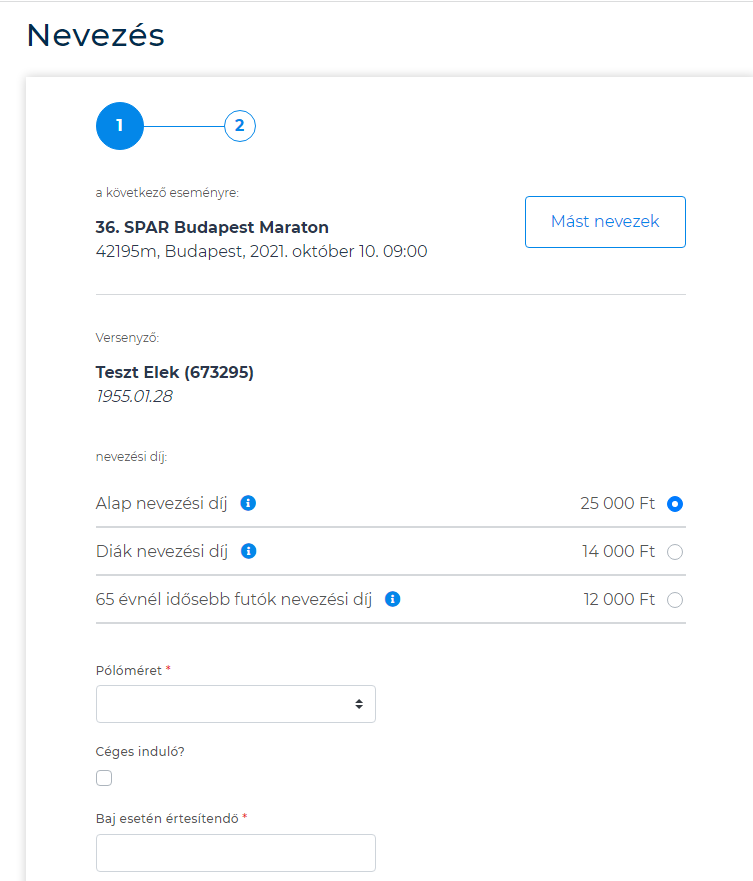 Nevezés
1
2
a következő eseményre:
36. SPAR Budapest Maraton
42195m, Budapest, 2021. október 10. 09:00
Mást nevezek
Versenyző:
Teszt Elek (673295)
1955.01.28
nevezési díj:
Alap nevezési díj 25 000 Ft
Diák nevezési díj 14 000 Ft
65 évnél idősebb futók nevezési díj 12 000 Ft
Pólóméret *
Céges induló?
Baj esetén értesítendő *